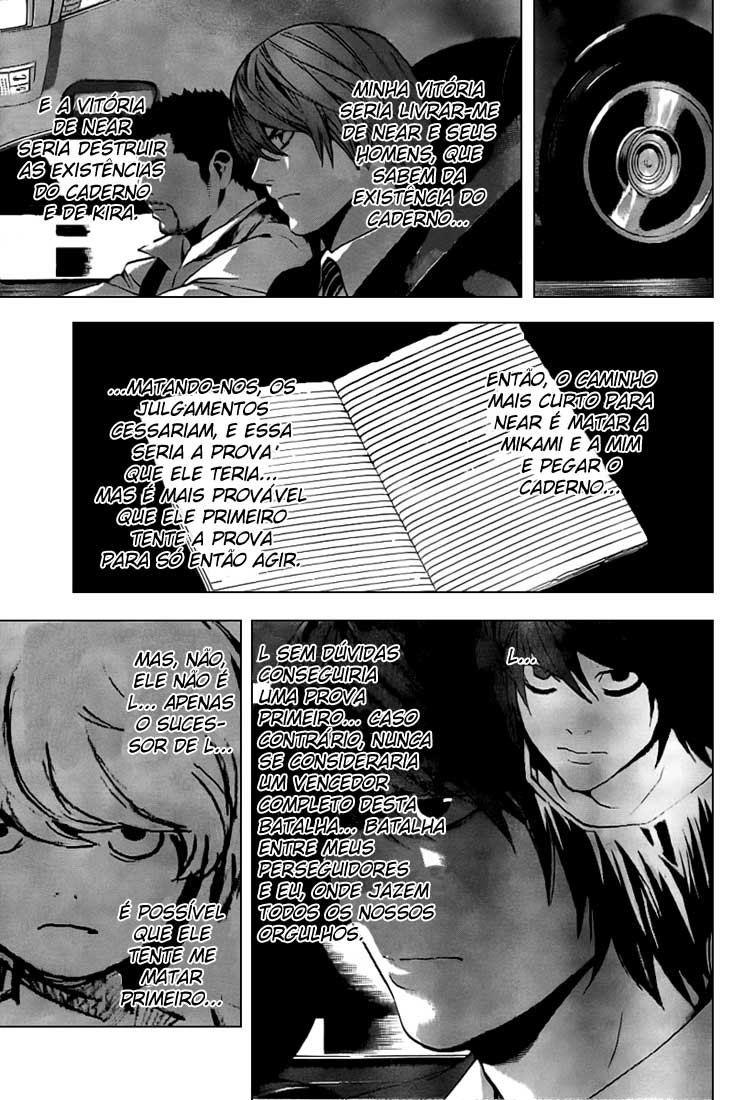 MINHA VITÓRIA
SERIA LIVRAR-ME
DE NEAR E SEUS
HOMENS, QUE
SABEM DA
EXISTÊNCIA DO
CADERNO...
E A VITÓRIA
DE NEAR
SERIA DESTRUIR
AS EXISTÊNCIAS
DO CADERNO
E DE KIRA.
ENTÃO, O CAMINHO
MAIS CURTO PARA
NEAR É MATAR A
MIKAMI E A MIM
E PEGAR O
CADERNO...
...MATANDO-NOS, OS
JULGAMENTOS
CESSARIAM, E ESSA
SERIA A PROVA
QUE ELE TERIA...
MAS É MAIS PROVÁVEL
QUE ELE PRIMEIRO
TENTE A PROVA
PARA SÓ ENTÃO AGIR.
L...
L SEM DÚVIDAS
CONSEGUIRIA
UMA PROVA
PRIMEIRO... CASO
CONTRÁRIO, NUNCA
SE CONSIDERARIA
UM VENCEDOR
COMPLETO DESTA
BATALHA... BATALHA
ENTRE MEUS
PERSEGUIDORES
E EU, ONDE JAZEM
TODOS OS NOSSOS
ORGULHOS.
MAS, NÃO,
ELE NÃO É
L... APENAS
O SUCES-
SOR DE L...
É POSSÍVEL
QUE ELE
TENTE ME
MATAR
PRIMEIRO...